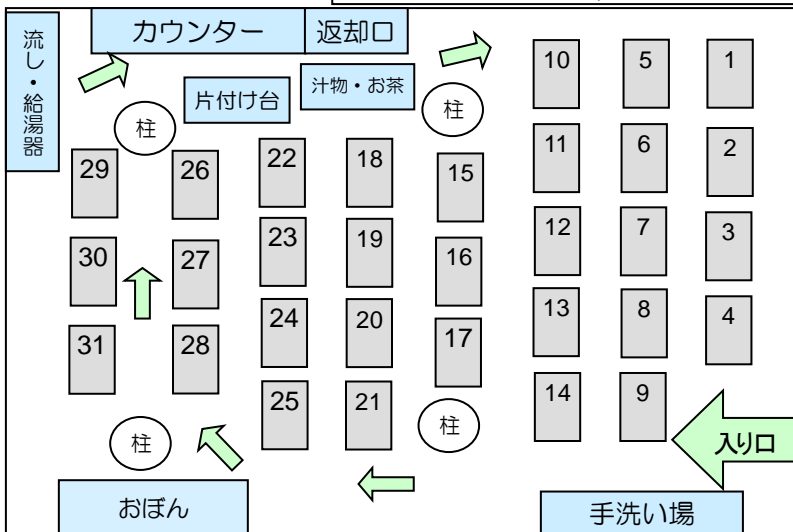 カウンター
返却口
流し・給湯器
片付け台
汁物・お茶
柱
柱
10
5
1
11
6
2
12
7
3
13
8
4
14
9
29
26
22
18
15
30
27
23
19
16
31
28
24
20
17
25
21
柱
柱
入り口
おぼん
手洗い場